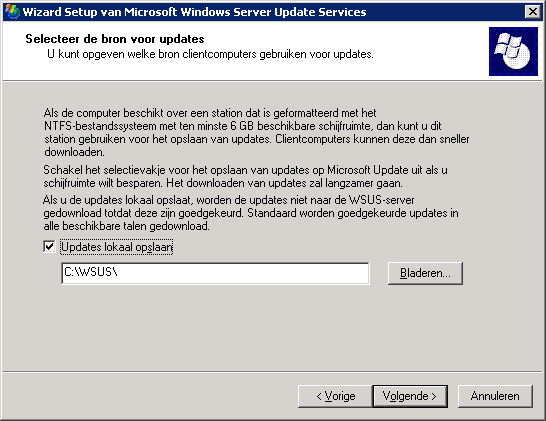 Wizard Setup van Microsoft Windows Server Update Services
Selecteer de bron voor updates
U kunt opgeven welke bron clientcomputers gebruiken voor updates.
Als de computer beschikt over een station dat is geformatteerd met het
NTFS-bestandssysteem met ten minste 6 GB beschikbare schijfruimte, dan kunt u dit
station gebruiken voor het opslaan van updates. Clientcomputers kunnen deze dan sneller
downloaden.
Schakel het selectievakje voor het opslaan van updates op Microsoft Update uit als u
schijfruimte wilt besparen. Het downloaden van updates zal langzamer gaan.
Als u de updates lokaal opslaat, worden de updates niet naar de WSUS-server
gedownload totdat deze zijn goedgekeurd. Standaard worden goedgekeurde updates in
alle beschikbare talen gedownload.
Updates lokaal opslaan
C:\WSUS\
Bladeren...
< Vorige
Volgende >
Annuleren